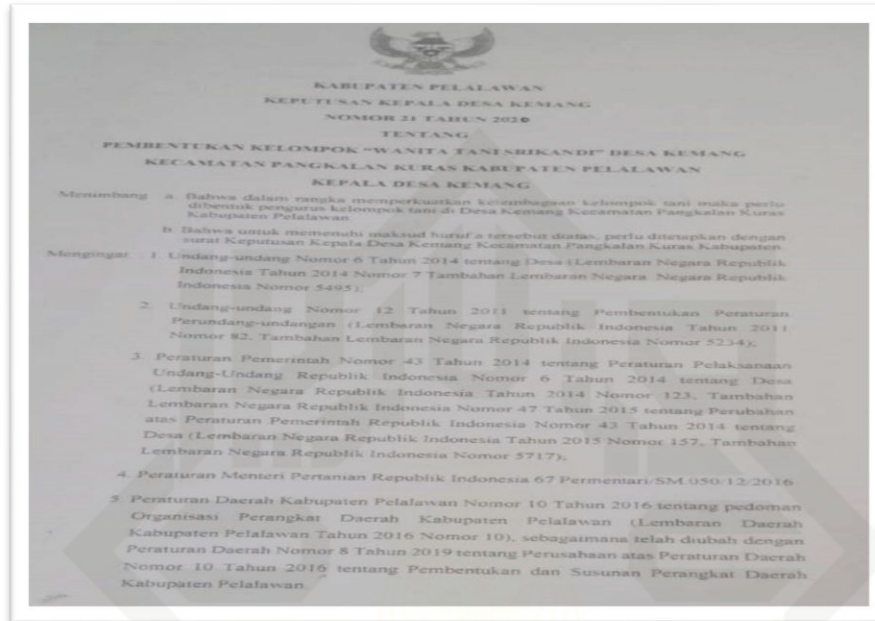 KABUPATEN PELALAWAN
KEPUTUSAN KEPALA DESA KEMANG
NOMOR 21 TAHUN 2020
TENTANG
PEMBENTUKAN KELOMPOK "WANITA TANI SRIKANDI" DESA KEMANG
KECAMATAN PANGKALAN KURAS KABUPATEN PELALAWAN
KEPALA DESA KEMANG
Menimbang a. Bahwa dalam rangka memperkuatkan kelembagaan kelompok tani maka perlu
dibentuk pengurus kelompok tani di Desa Kemang Kecamatan Pangkalan Kuras
Kabupaten Pelalawan
b. Bahwa untuk memenuhi maksud huruf a tersebut diatas, perlu ditetapkan dengan
surat Keputusan Kepala Desa Kemang Kecamatan Pangkalan Kuras Kabupaten.
Mengingat 1. Undang-undang Nomor 6 Tahun 2014 tentang Desa (Lembaran Negara Republik
Indonesia Tahun 2014 Nomor 7 Tambahan Lembaran Negara Negara Republik
Indonesia Nomor 5495);
2. Undang-undang Nomor 12 Tahun 2011 tentang Pembentukan Peraturan
Perundang-undangan (Lembaran Negara Republik Indonesia Tahun 2011
Nomor 82, Tambahan Lembaran Negara Republik Indonesia Nomor 5234);
3. Peraturan Pemerintah Nomor 43 Tahun 2014 tentang Peraturan Pelaksanaan
Undang-Undang Republik Indonesia Nomor 6 Tahun 2014 tentang Desa
(Lembaran Negara Republik Indonesia Tahun 2014 Nomor 123, Tambahan
Lembaran Negara Republik Indonesia Nomor 47 Tahun 2015 tentang Perubahan
atas Peraturan Pemerintah Republik Indonesia Nomor 43 Tahun 2014 tentang
Desa (Lembaran Negara Republik Indonesia Tahun 2015 Nomor 157, Tambahan
Lembaran Negara Republik Indonesia Nomor 5717);
4. Peraturan Menteri Pertanian Republik Indonesia 67 Permentari/SM.050/12/2016
5. Peraturan Daerah Kabupaten Pelalawan Nomor 10 Tahun 2016 tentang pedoman
Organisasi Perangkat Daerah Kabupaten Pelalawan (Lembaran Daerah
Kabupaten Pelalawan Tahun 2016 Nomor 10), sebagaimana telah diubah dengan
Peraturan Daerah Nomor 8 Tahun 2019 tentang Perusahaan atas Peraturan Daerah
Nomor 10 Tahun 2016 tentang Pembentukan dan Susunan Perangkat Daerah
Kabupaten Pelalawan